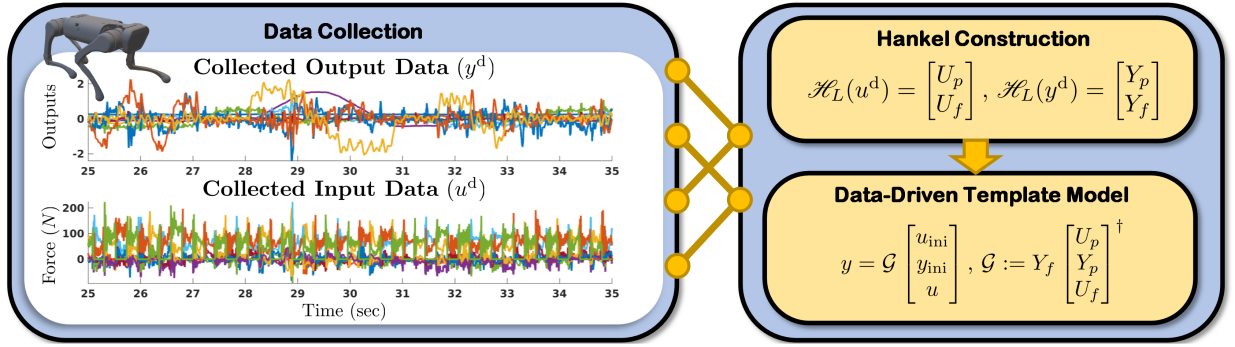 Data Collection
Collected Output Data (y^d)
Outputs
2
0
-2
25 26 27 28 29 30 31 32 33 34 35
Collected Input Data (u^d)
Force (N)
200
100
0
25 26 27 28 29 30 31 32 33 34 35
Time (sec)
Hankel Construction
ℋ_L(u^d) = [U_p U_f], ℋ_L(y^d) = [Y_p Y_f]
Data-Driven Template Model
y = 𝒢 [u_ini y_ini u], 𝒢 := Y_f [U_p Y_p U_f]^†